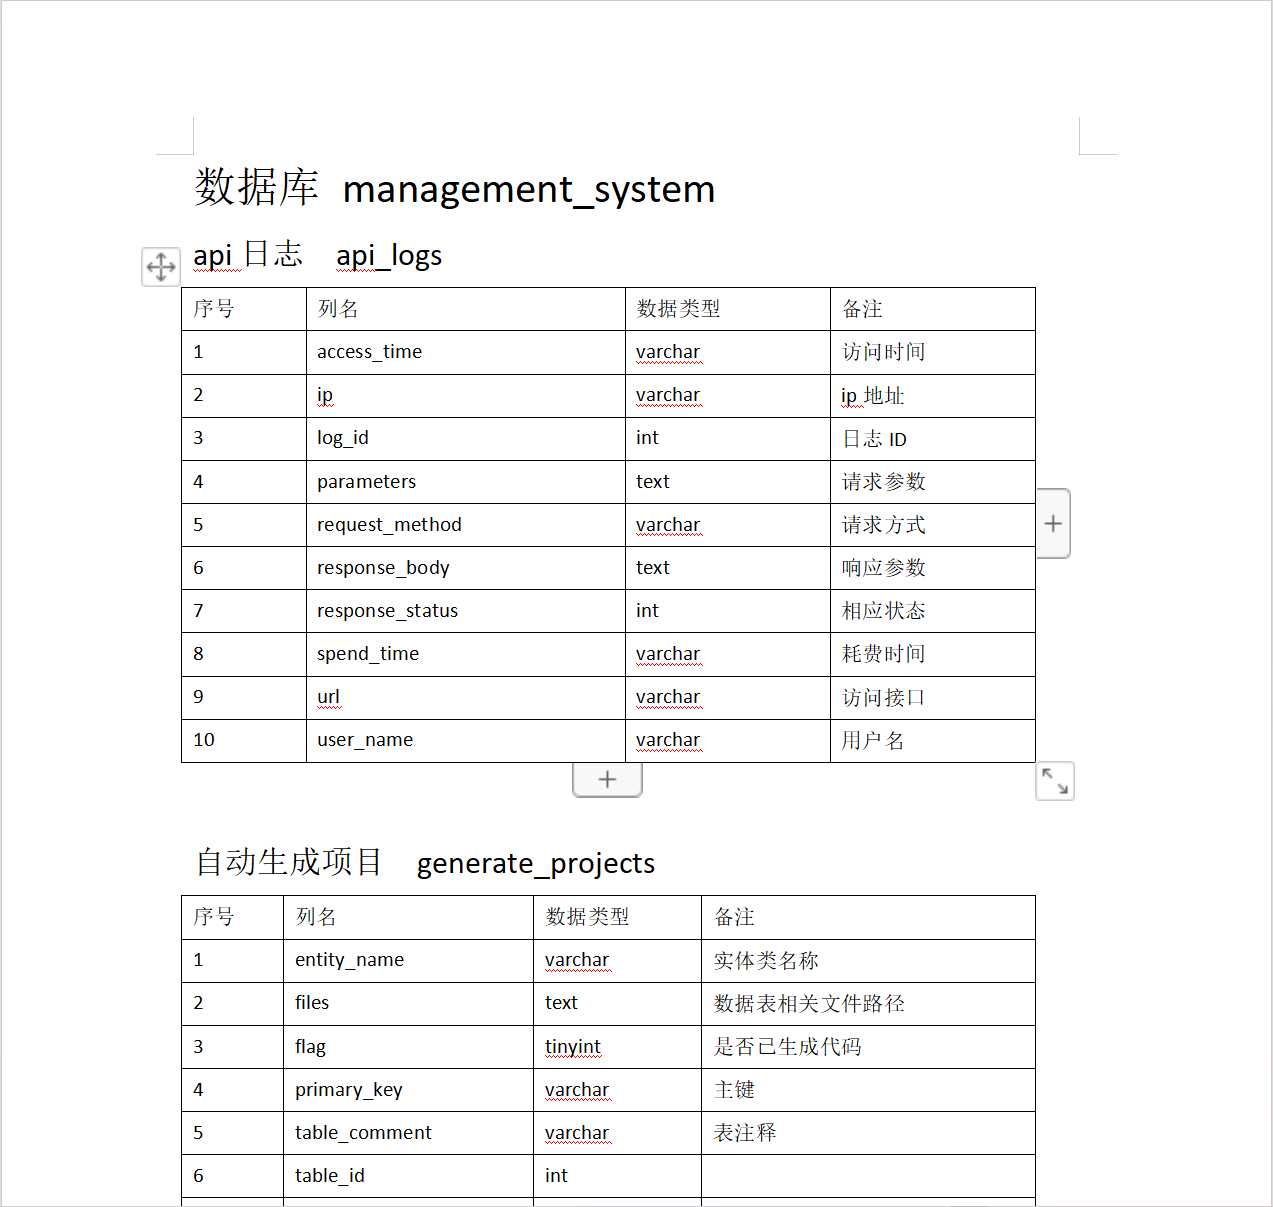 数据库 management_system
api 日志 api_logs
序号 列名 数据类型 备注
1 access_time varchar 访问时间
2 ip varchar ip 地址
3 log_id int 日志 ID
4 parameters text 请求参数
5 request_method varchar 请求方式
6 response_body text 响应参数
7 response_status int 相应状态
8 spend_time varchar 耗费时间
9 url varchar 访问接口
10 user_name varchar 用户名
自动生成项目 generate_projects
序号 列名 数据类型 备注
1 entity_name varchar 实体类名称
2 files text 数据表相关文件路径
3 flag tinyint 是否已生成代码
4 primary_key varchar 主键
5 table_comment varchar 表注释
6 table_id int